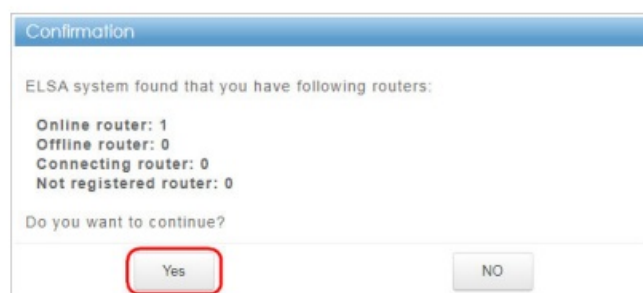 Confirmation
ELSA system found that you have following routers:
Online router: 1
Offline router: 0
Connecting router: 0
Not registered router: 0
Do you want to continue?
Yes
NO